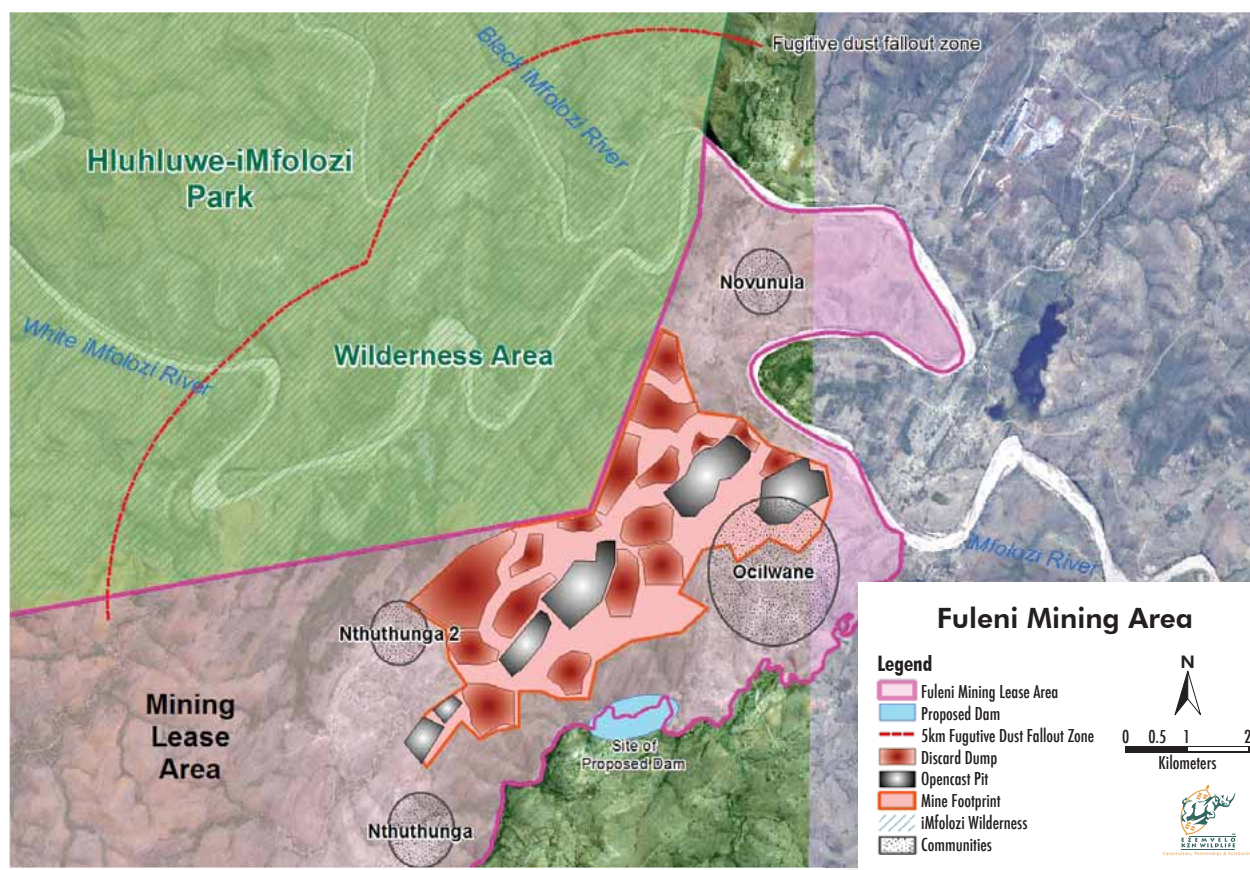 Fugitive dust fallout zone
Black iMfolozi River
Hluhluwe-iMfolozi
Park
Novunula
White iMfolozi River
Wilderness Area
iMfolozi River
Ocilwane
Nthuthunga 2
Mining
Lease
Area
Site of
Proposed Dam
Nthuthunga
Fuleni Mining Area
Legend
Fuleni Mining Lease Area
Proposed Dam
5km Fugutive Dust Fallout Zone
Discard Dump
Opencast Pit
Mine Footprint
iMfolozi Wilderness
Communities
N
0 0.5 1 2
Kilometers
EZEMVELO
KZN WILDLIFE